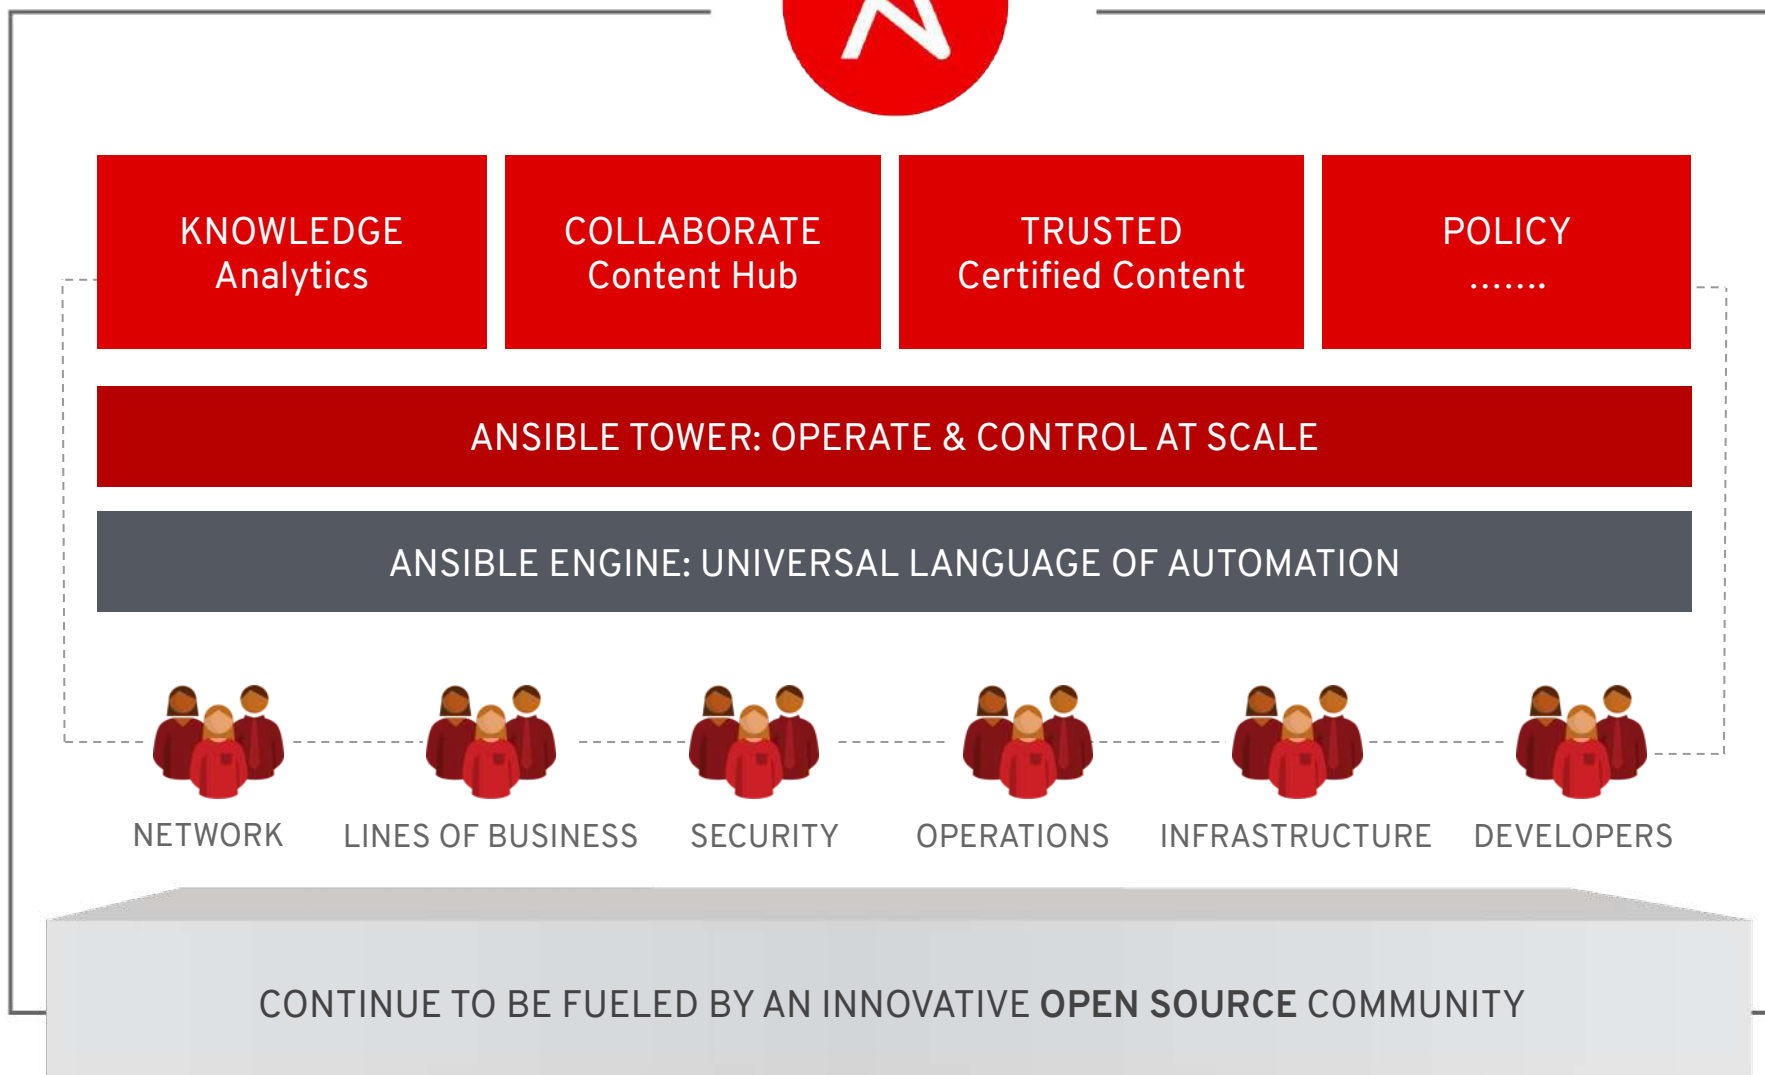 KNOWLEDGE
Analytics
COLLABORATE
Content Hub
TRUSTED
Certified Content
POLICY
.......
ANSIBLE TOWER: OPERATE & CONTROL AT SCALE
ANSIBLE ENGINE: UNIVERSAL LANGUAGE OF AUTOMATION
NETWORK
LINES OF BUSINESS
SECURITY
OPERATIONS
INFRASTRUCTURE
DEVELOPERS
CONTINUE TO BE FUELED BY AN INNOVATIVE OPEN SOURCE COMMUNITY